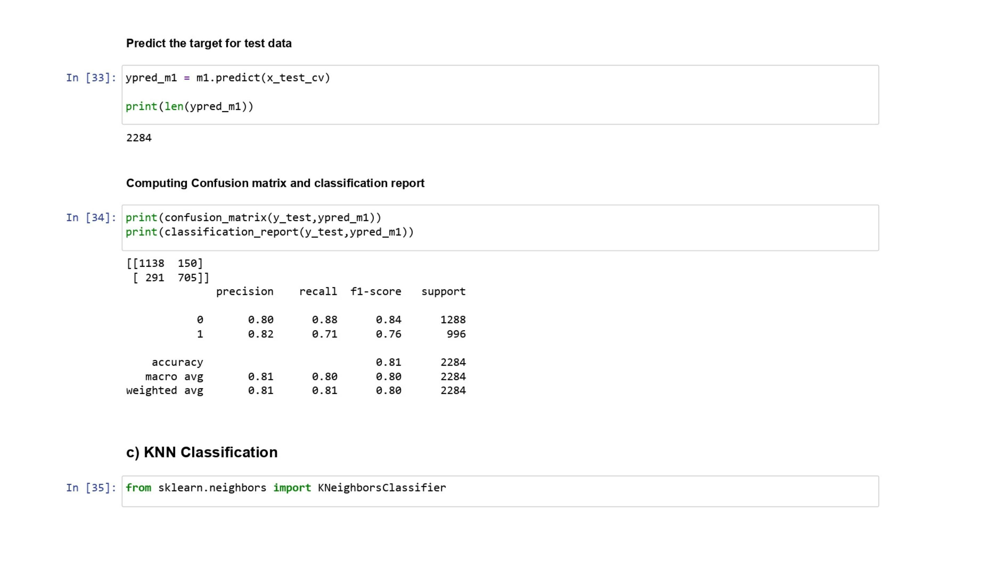 Predict the target for test data
In [33]: ypred_m1 = m1.predict(x_test_cv)
print(len(ypred_m1))
2284
Computing Confusion matrix and classification report
In [34]: print(confusion_matrix(y_test,ypred_m1))
print(classification_report(y_test,ypred_m1))
[[1138  150]
 [ 291  705]]
              precision    recall  f1-score   support
           0       0.80      0.88      0.84      1288
           1       0.82      0.71      0.76       996
    accuracy                           0.81      2284
   macro avg       0.81      0.80      0.80      2284
weighted avg       0.81      0.81      0.80      2284
c) KNN Classification
In [35]: from sklearn.neighbors import KNeighborsClassifier